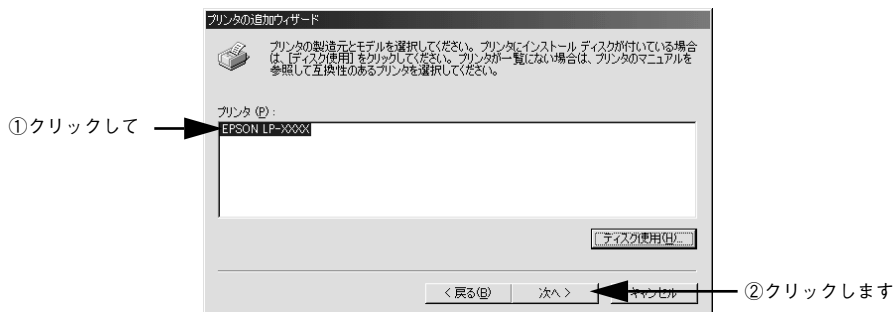 プリンタの追加ウィザード
プリンタの製造元とモデルを選択してください。プリンタにインストール ディスクが付いている場合
は、[ディスク使用] をクリックしてください。プリンタが一覧にない場合は、プリンタのマニュアルを
参照して互換性のあるプリンタを選択してください。
プリンタ (P) :
①クリックして
EPSON LP-XXXX
ディスク使用(H)...
< 戻る(B)
次へ >
キャンセル
②クリックします